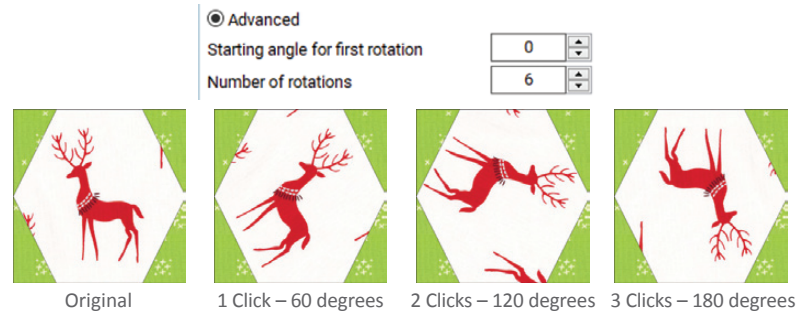 Advanced
Starting angle for first rotation 0
Number of rotations 6
Original 1 Click – 60 degrees 2 Clicks – 120 degrees 3 Clicks – 180 degrees